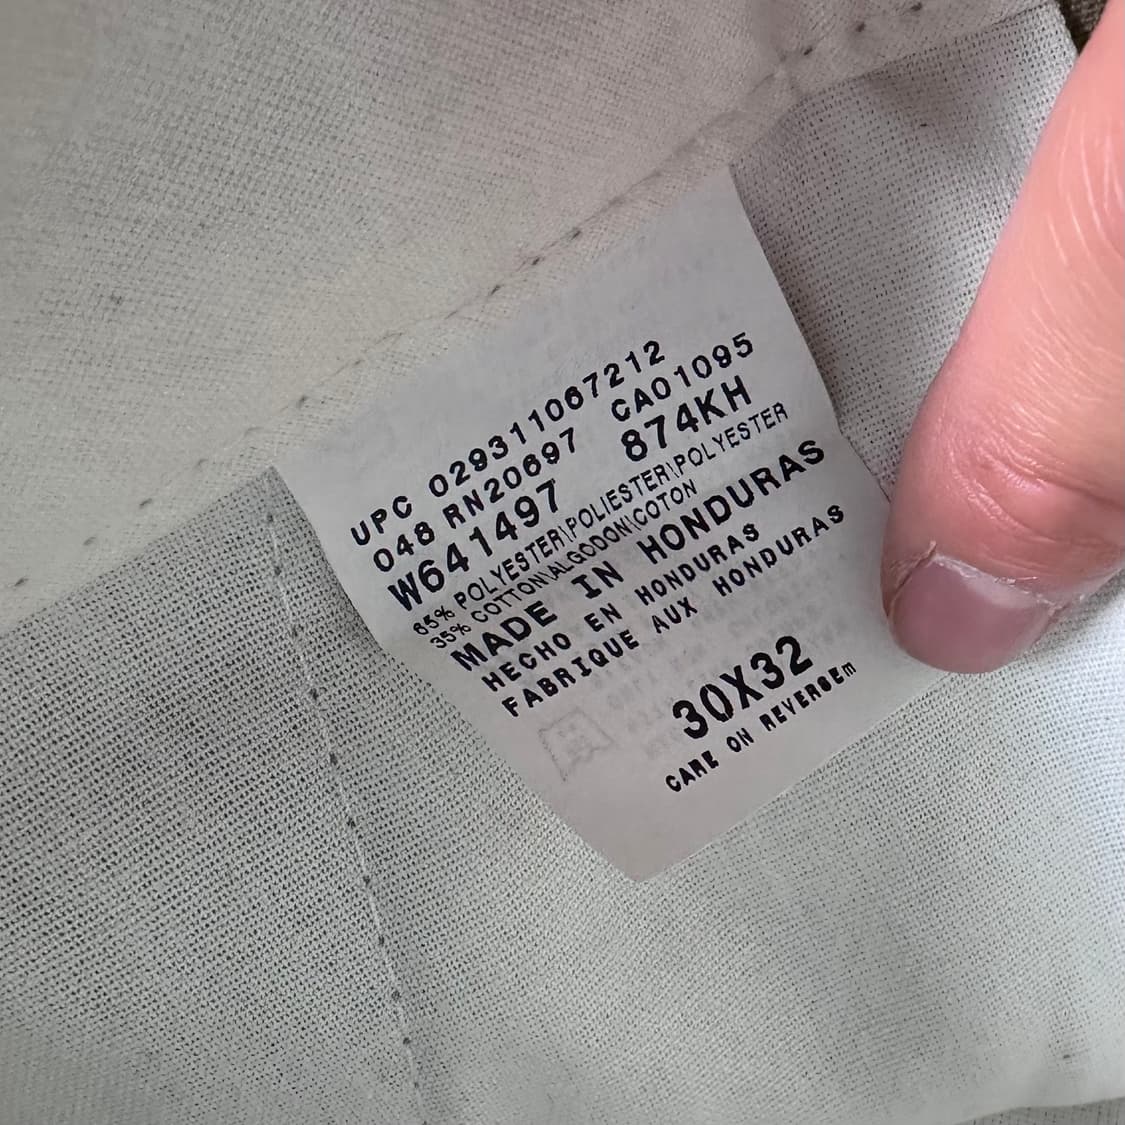 UPC 029311067212
048 RN20697 CA01095
W641497 874KH
65% POLYESTER\POLIESTER\POLYESTER
35% COTTON\ALGODON\COTON
MADE IN HONDURAS
HECHO EN HONDURAS
FABRIQUE AUX HONDURAS
30X32
CARE ON REVERSE